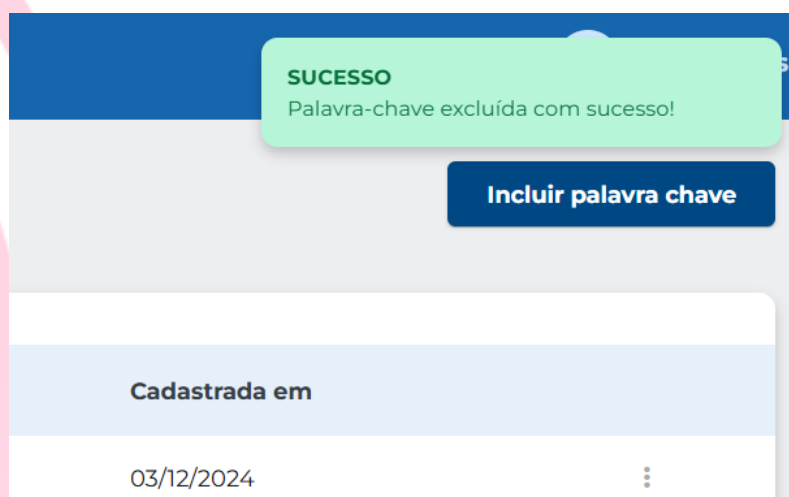 SUCESSO
Palavra-chave excluída com sucesso!
Incluir palavra chave
Cadastrada em
03/12/2024